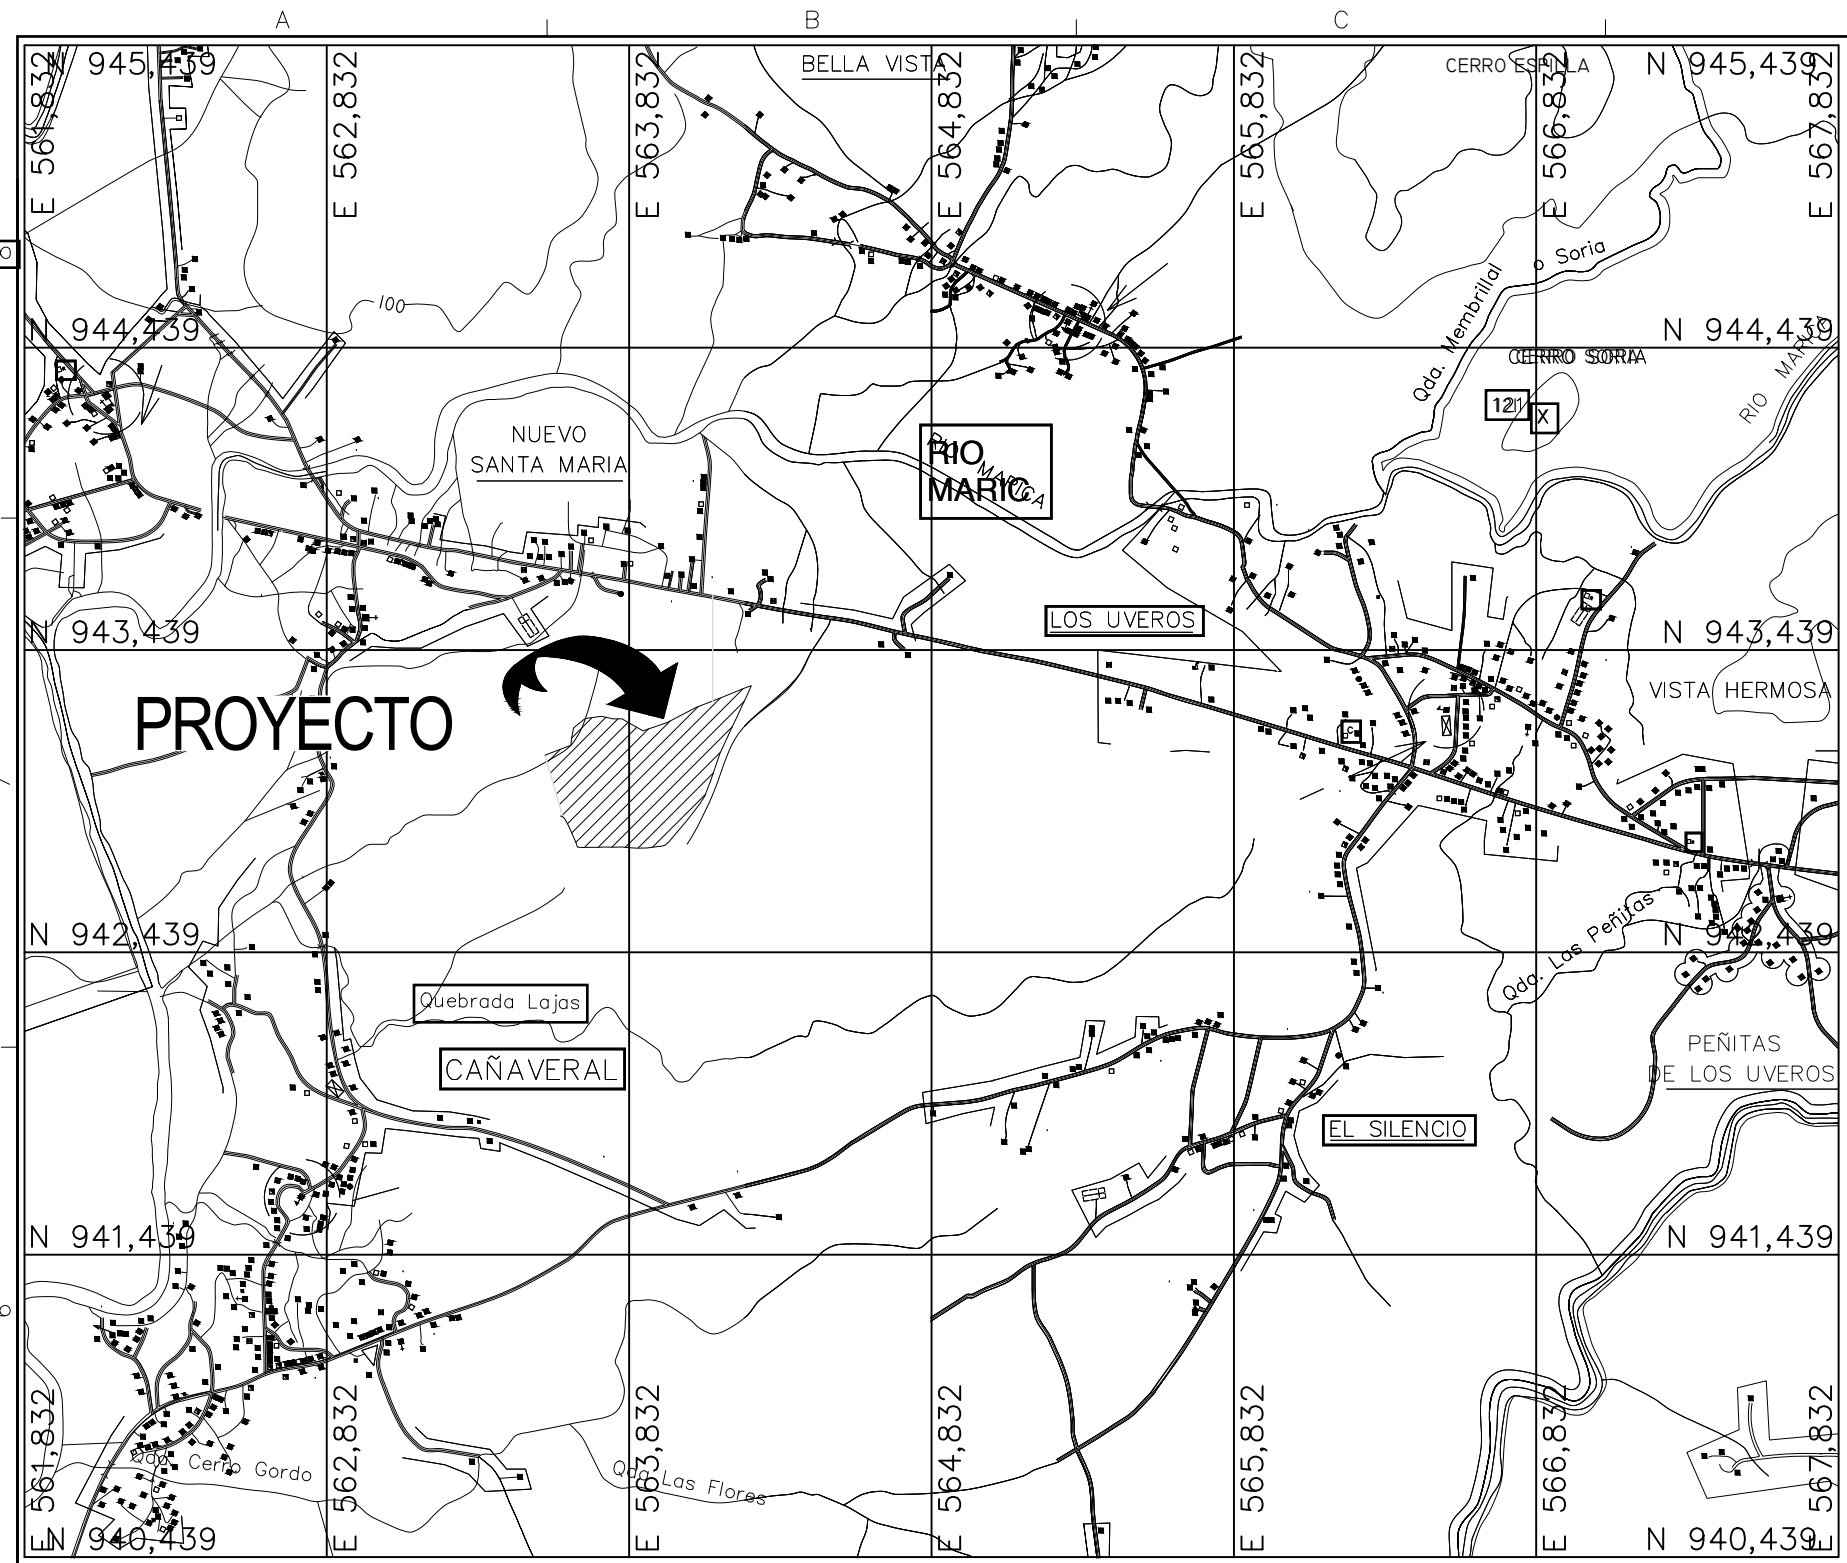 A B C
BELLA VISTA
CERRO ESPILLA
N 945,439
N 945,439
E 561,832
E 562,832
E 563,832
E 564,832
E 565,832
E 566,832
E 567,832
O
Soria
Qda. Membrillal o
100
N 944,439
N 944,439
CERRO SORIA
RIO MARICA
121
X
NUEVO
SANTA MARIA
RIO
MARIC
RIO MARICA
N 943,439
LOS UVEROS
N 943,439
VISTA HERMOSA
PROYECTO
N 942,439
Qda. Las Peñitas
N 942,439
Quebrada Lajas
CAÑAVERAL
PEÑITAS
DE LOS UVEROS
EL SILENCIO
N 941,439
N 941,439
O
Qda. Cerro Gordo
Qda Las Flores
E 561,832
E 562,832
E 563,832
E 564,832
E 565,832
E 566,832
E 567,832
N 940,439
N 940,439